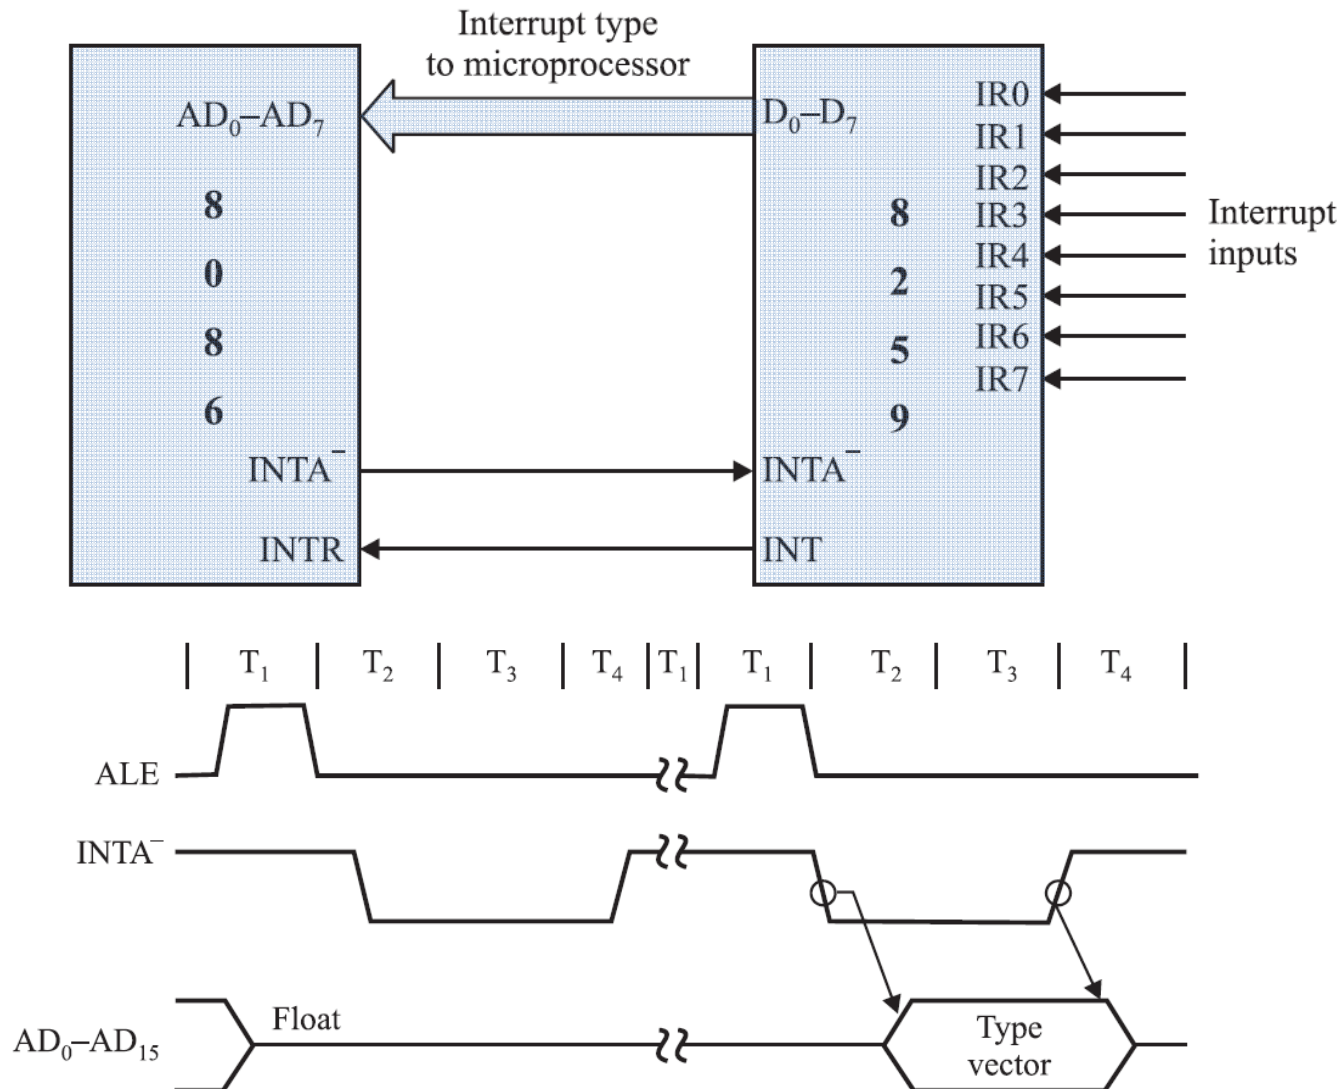 Interrupt type
to microprocessor
AD₀–AD₇
D₀–D₇
IR0
IR1
IR2
IR3
IR4
IR5
IR6
IR7
Interrupt
inputs
8
0
8
6
8
2
5
9
INTA‾
INTA‾
INTR
INT
T₁ T₂ T₃ T₄ T₁ T₁ T₂ T₃ T₄
ALE
INTA‾
AD₀–AD₁₅
Float
Type
vector